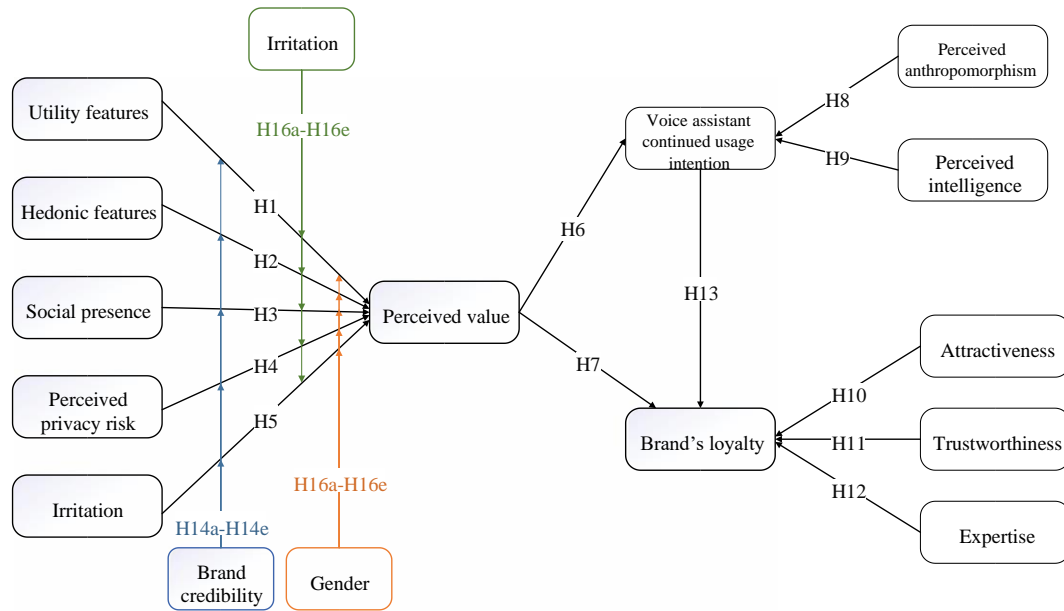 Irritation
Perceived
anthropomorphism
Utility features
H8
H16a-H16e
Voice assistant
continued usage
intention
H9
Perceived
intelligence
Hedonic features
H1
H6
H2
Social presence
H3
Perceived value
H13
H4
H7
Attractiveness
Perceived
privacy risk
H5
H10
Brand's loyalty
H11
Trustworthiness
H12
Irritation
H16a-H16e
H14a-H14e
Brand
credibility
Gender
Expertise